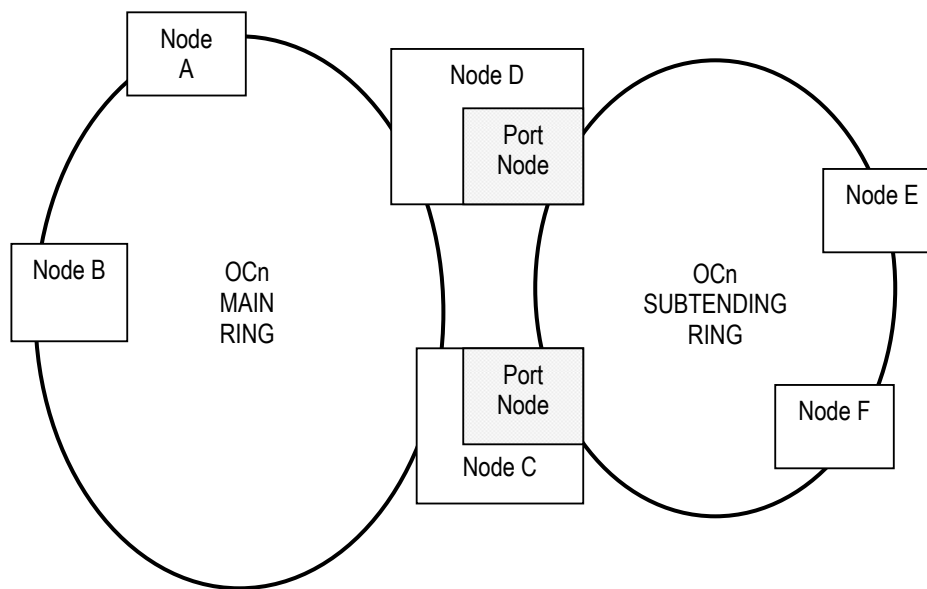 Node
A
Node D
Port
Node
Node E
Node B
OCn
MAIN
RING
OCn
SUBTENDING
RING
Port
Node
Node C
Node F